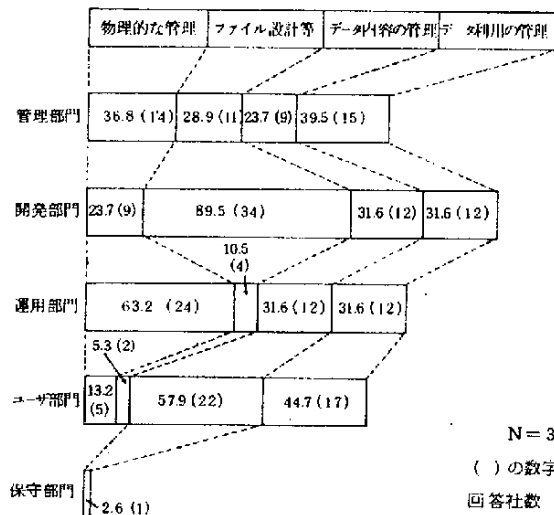 物理的な管理 ファイル設計等 データ内容の管理 データ利用の管理
管理部門 36.8 (14) 28.9 (11) 23.7 (9) 39.5 (15)
開発部門 23.7 (9) 89.5 (34) 31.6 (12) 31.6 (12)
10.5
(4)
運用部門 63.2 (24) 31.6 (12) 31.6 (12)
5.3 (2)
ユーザ部門 13.2
(5) 57.9 (22) 44.7 (17)
N=3
( ) の数字
保守部門 2.6 (1) 回答社数